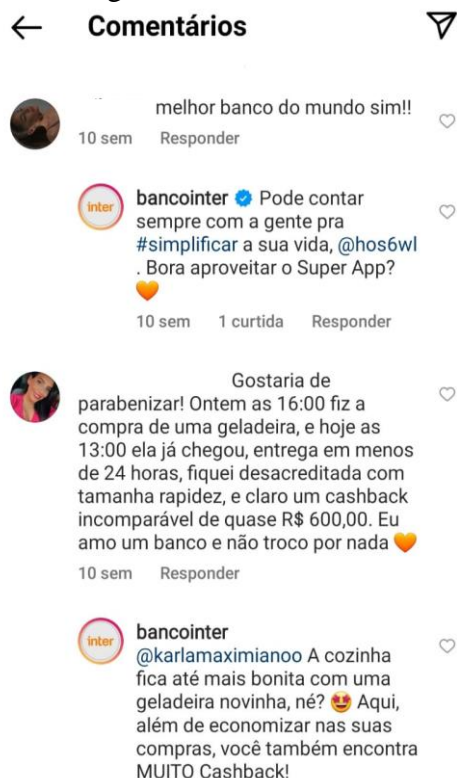 Comentários
melhor banco do mundo sim!!
10 sem Responder
inter
bancointer Pode contar
sempre com a gente pra
#simplificar a sua vida, @hos6wl
. Bora aproveitar o Super App?
🧡
10 sem 1 curtida Responder
Gostaria de
parabenizar! Ontem as 16:00 fiz a
compra de uma geladeira, e hoje as
13:00 ela já chegou, entrega em menos
de 24 horas, fiquei desacreditada com
tamanha rapidez, e claro um cashback
incomparável de quase R$ 600,00. Eu
amo um banco e não troco por nada 🧡
10 sem Responder
inter
bancointer
@karlamaximianoo A cozinha
fica até mais bonita com uma
geladeira novinha, né? 🤩 Aqui,
além de economizar nas suas
compras, você também encontra
MUITO Cashback!